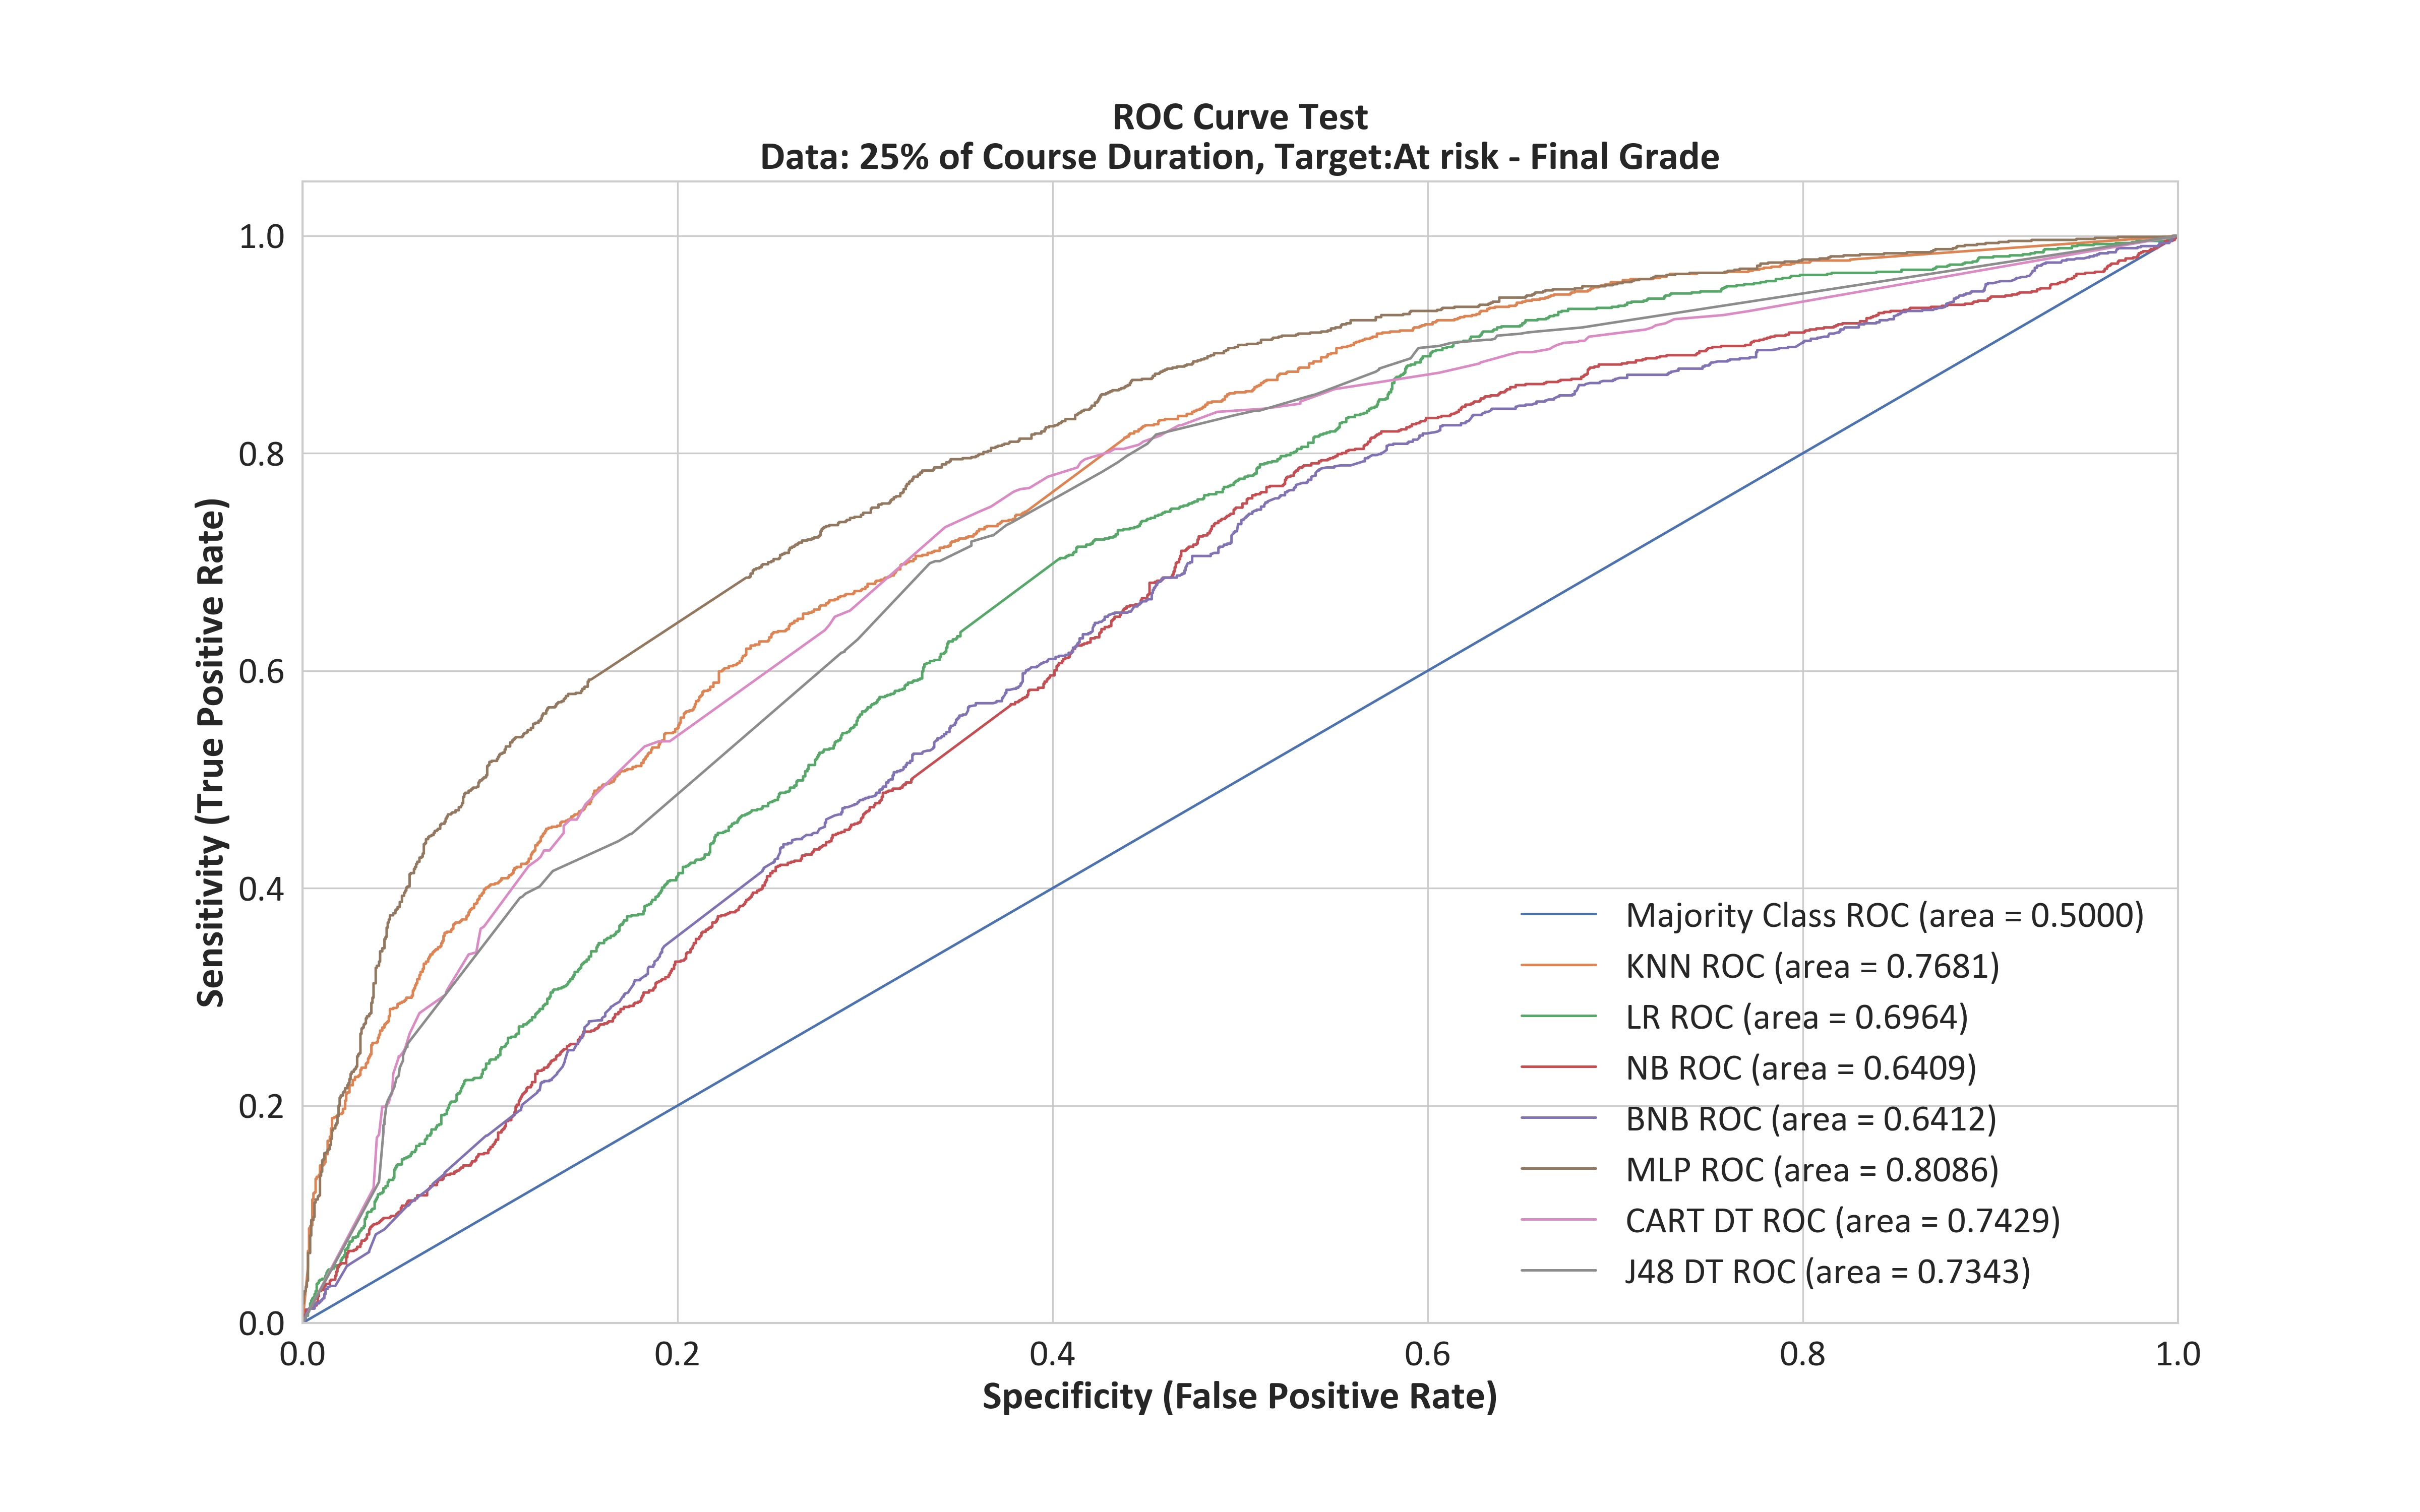 ROC Curve Test
Data: 25% of Course Duration, Target:At risk - Final Grade
Sensitivity (True Positive Rate)
1.0
0.8
0.6
0.4
0.2
0.0
Majority Class ROC (area = 0.5000)
KNN ROC (area = 0.7681)
LR ROC (area = 0.6964)
NB ROC (area = 0.6409)
BNB ROC (area = 0.6412)
MLP ROC (area = 0.8086)
CART DT ROC (area = 0.7429)
J48 DT ROC (area = 0.7343)
0.0 0.2 0.4 0.6 0.8 1.0
Specificity (False Positive Rate)